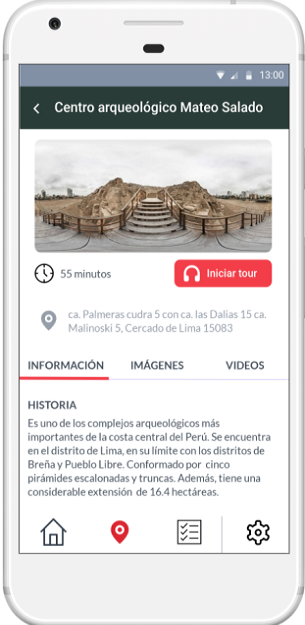 13:00
Centro arqueológico Mateo Salado
55 minutos
Iniciar tour
ca. Palmeras cudra 5 con ca. las Dalias 15 ca.
Malinoski 5, Cercado de Lima 15083
INFORMACIÓN IMÁGENES VIDEOS
HISTORIA
Es uno de los complejos arqueológicos más
importantes de la costa central del Perú. Se encuentra
en el distrito de Lima, en su límite con los distritos de
Breña y Pueblo Libre. Conformado por cinco
pirámides escalonadas y truncas. Además, tiene una
considerable extensión de 16.4 hectáreas.